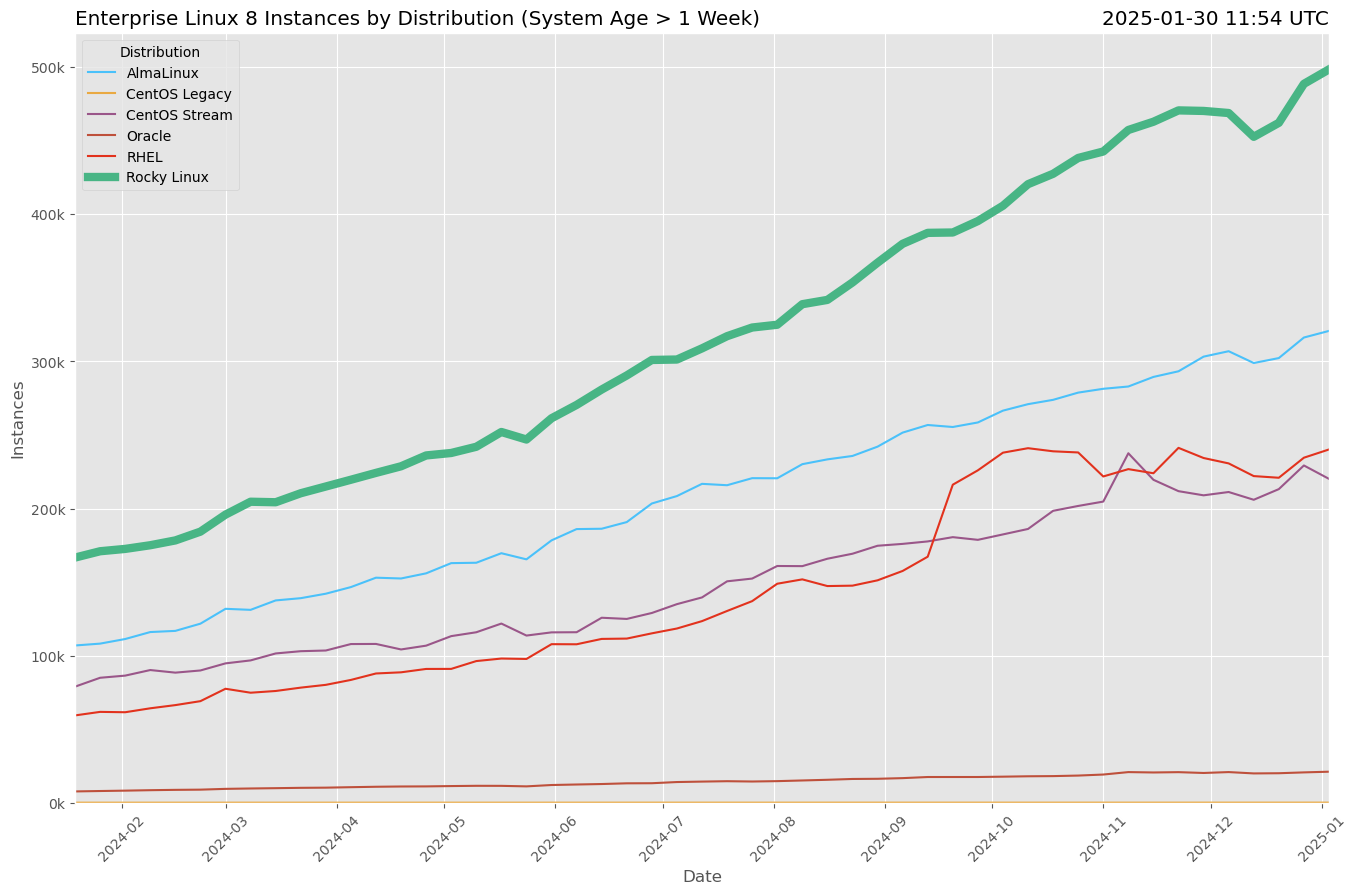 Enterprise Linux 8 Instances by Distribution (System Age > 1 Week)
2025-01-30 11:54 UTC
Distribution
AlmaLinux
CentOS Legacy
CentOS Stream
Oracle
RHEL
Rocky Linux
500k
400k
300k
200k
100k
0k
Instances
2024-02
2024-03
2024-04
2024-05
2024-06
2024-07
2024-08
2024-09
2024-10
2024-11
2024-12
2025-01
Date